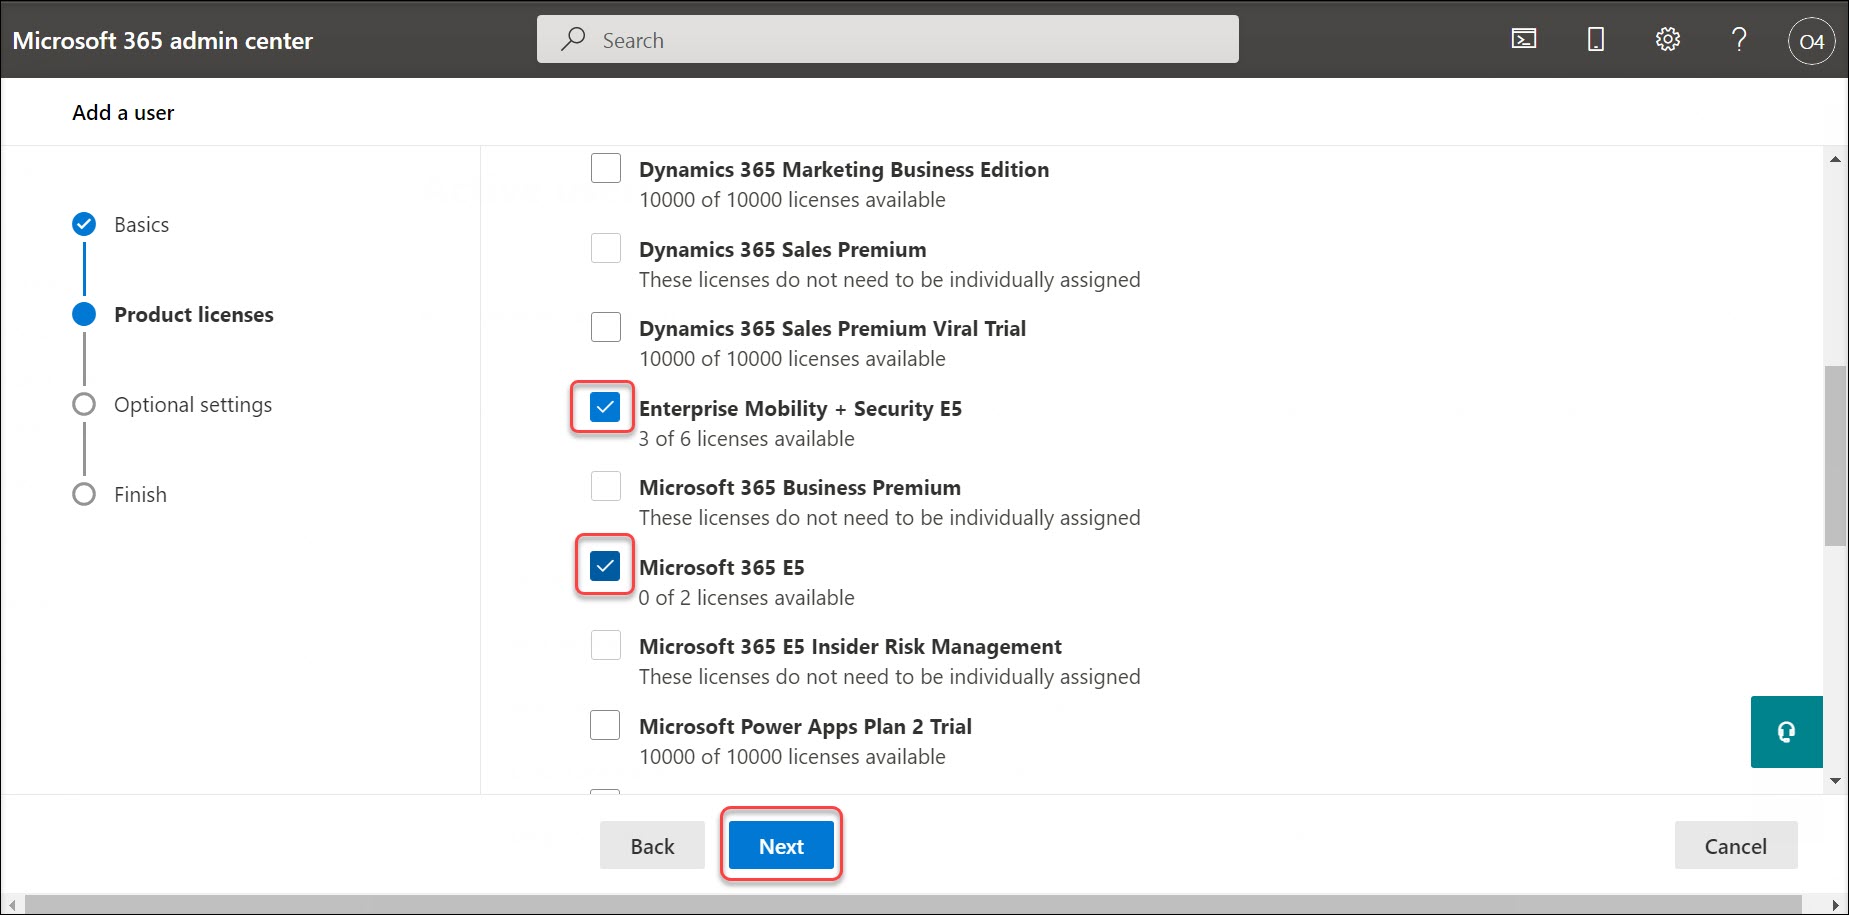 Microsoft 365 admin center
Search
O4
Add a user
Basics
Product licenses
Optional settings
Finish
Dynamics 365 Marketing Business Edition
10000 of 10000 licenses available
Dynamics 365 Sales Premium
These licenses do not need to be individually assigned
Dynamics 365 Sales Premium Viral Trial
10000 of 10000 licenses available
Enterprise Mobility + Security E5
3 of 6 licenses available
Microsoft 365 Business Premium
These licenses do not need to be individually assigned
Microsoft 365 E5
0 of 2 licenses available
Microsoft 365 E5 Insider Risk Management
These licenses do not need to be individually assigned
Microsoft Power Apps Plan 2 Trial
10000 of 10000 licenses available
Back
Next
Cancel